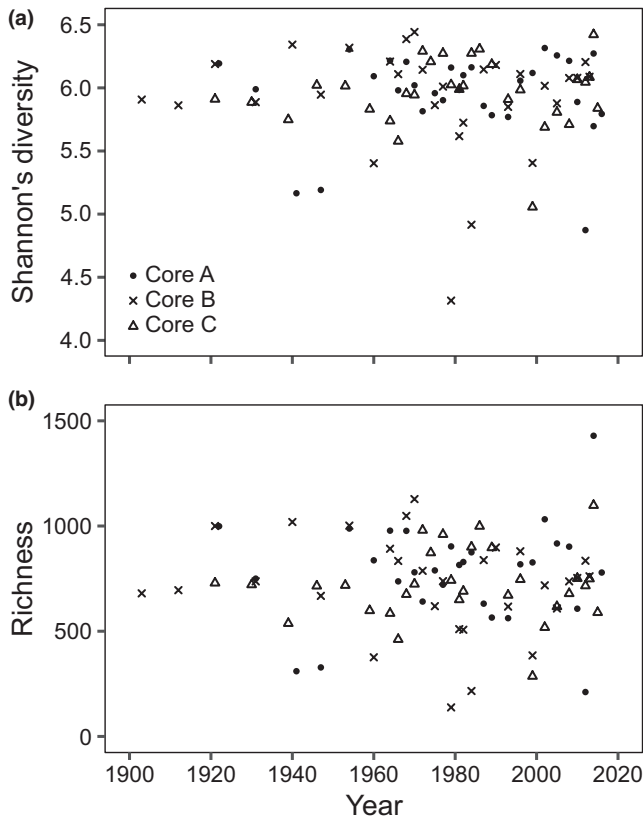 (a)
Shannon's diversity
6.5
6.0
5.5
5.0
4.5
4.0
Core A
Core B
Core C
(b)
Richness
1500
1000
500
0
1900 1920 1940 1960 1980 2000 2020
Year